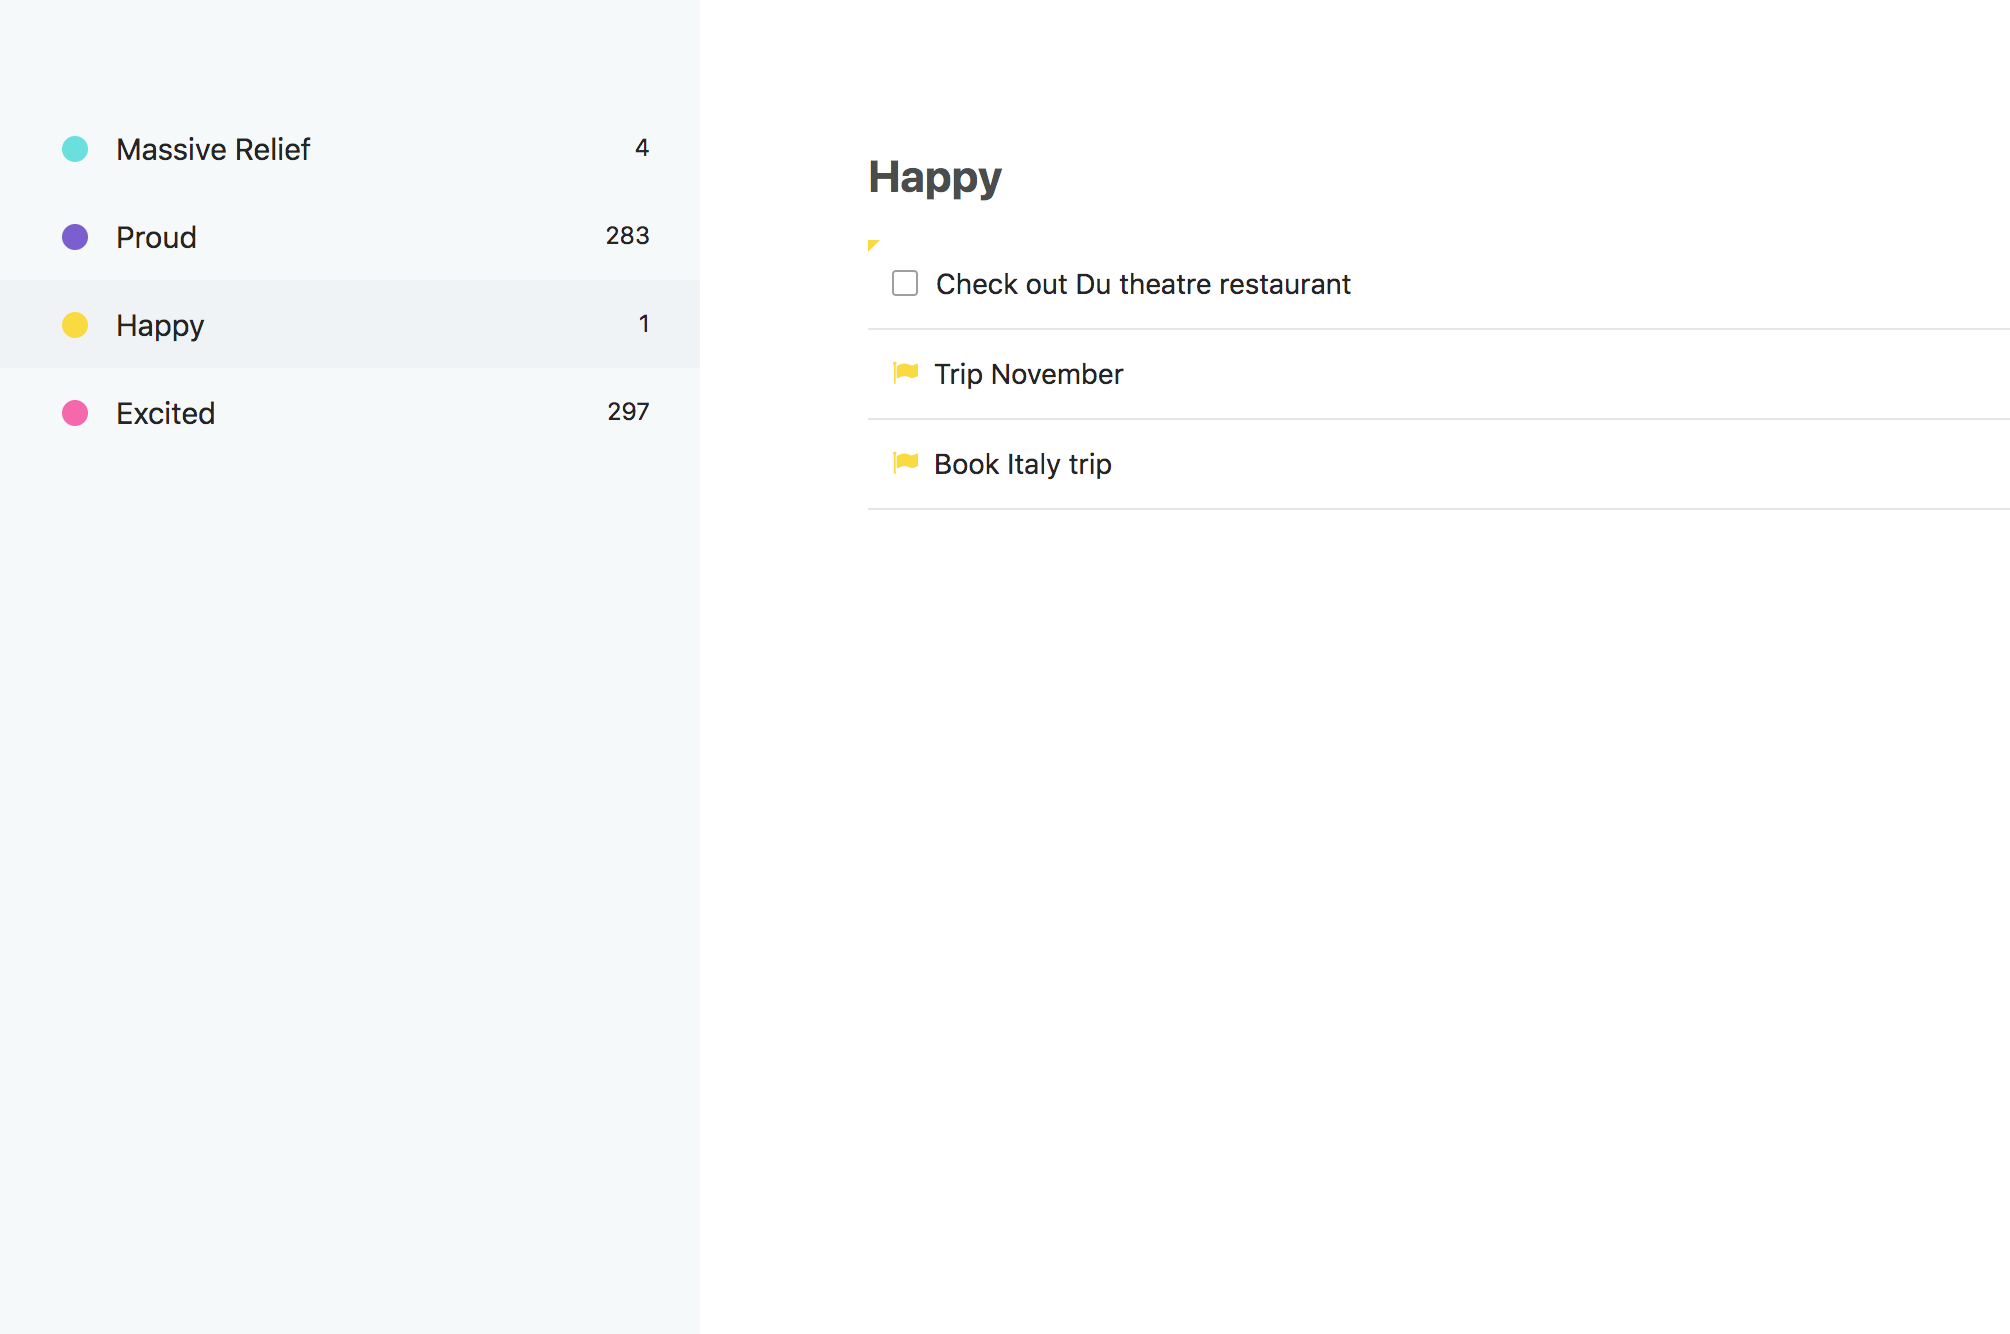 Massive Relief 4
Proud 283
Happy 1
Excited 297
Happy
Check out Du theatre restaurant
Trip November
Book Italy trip